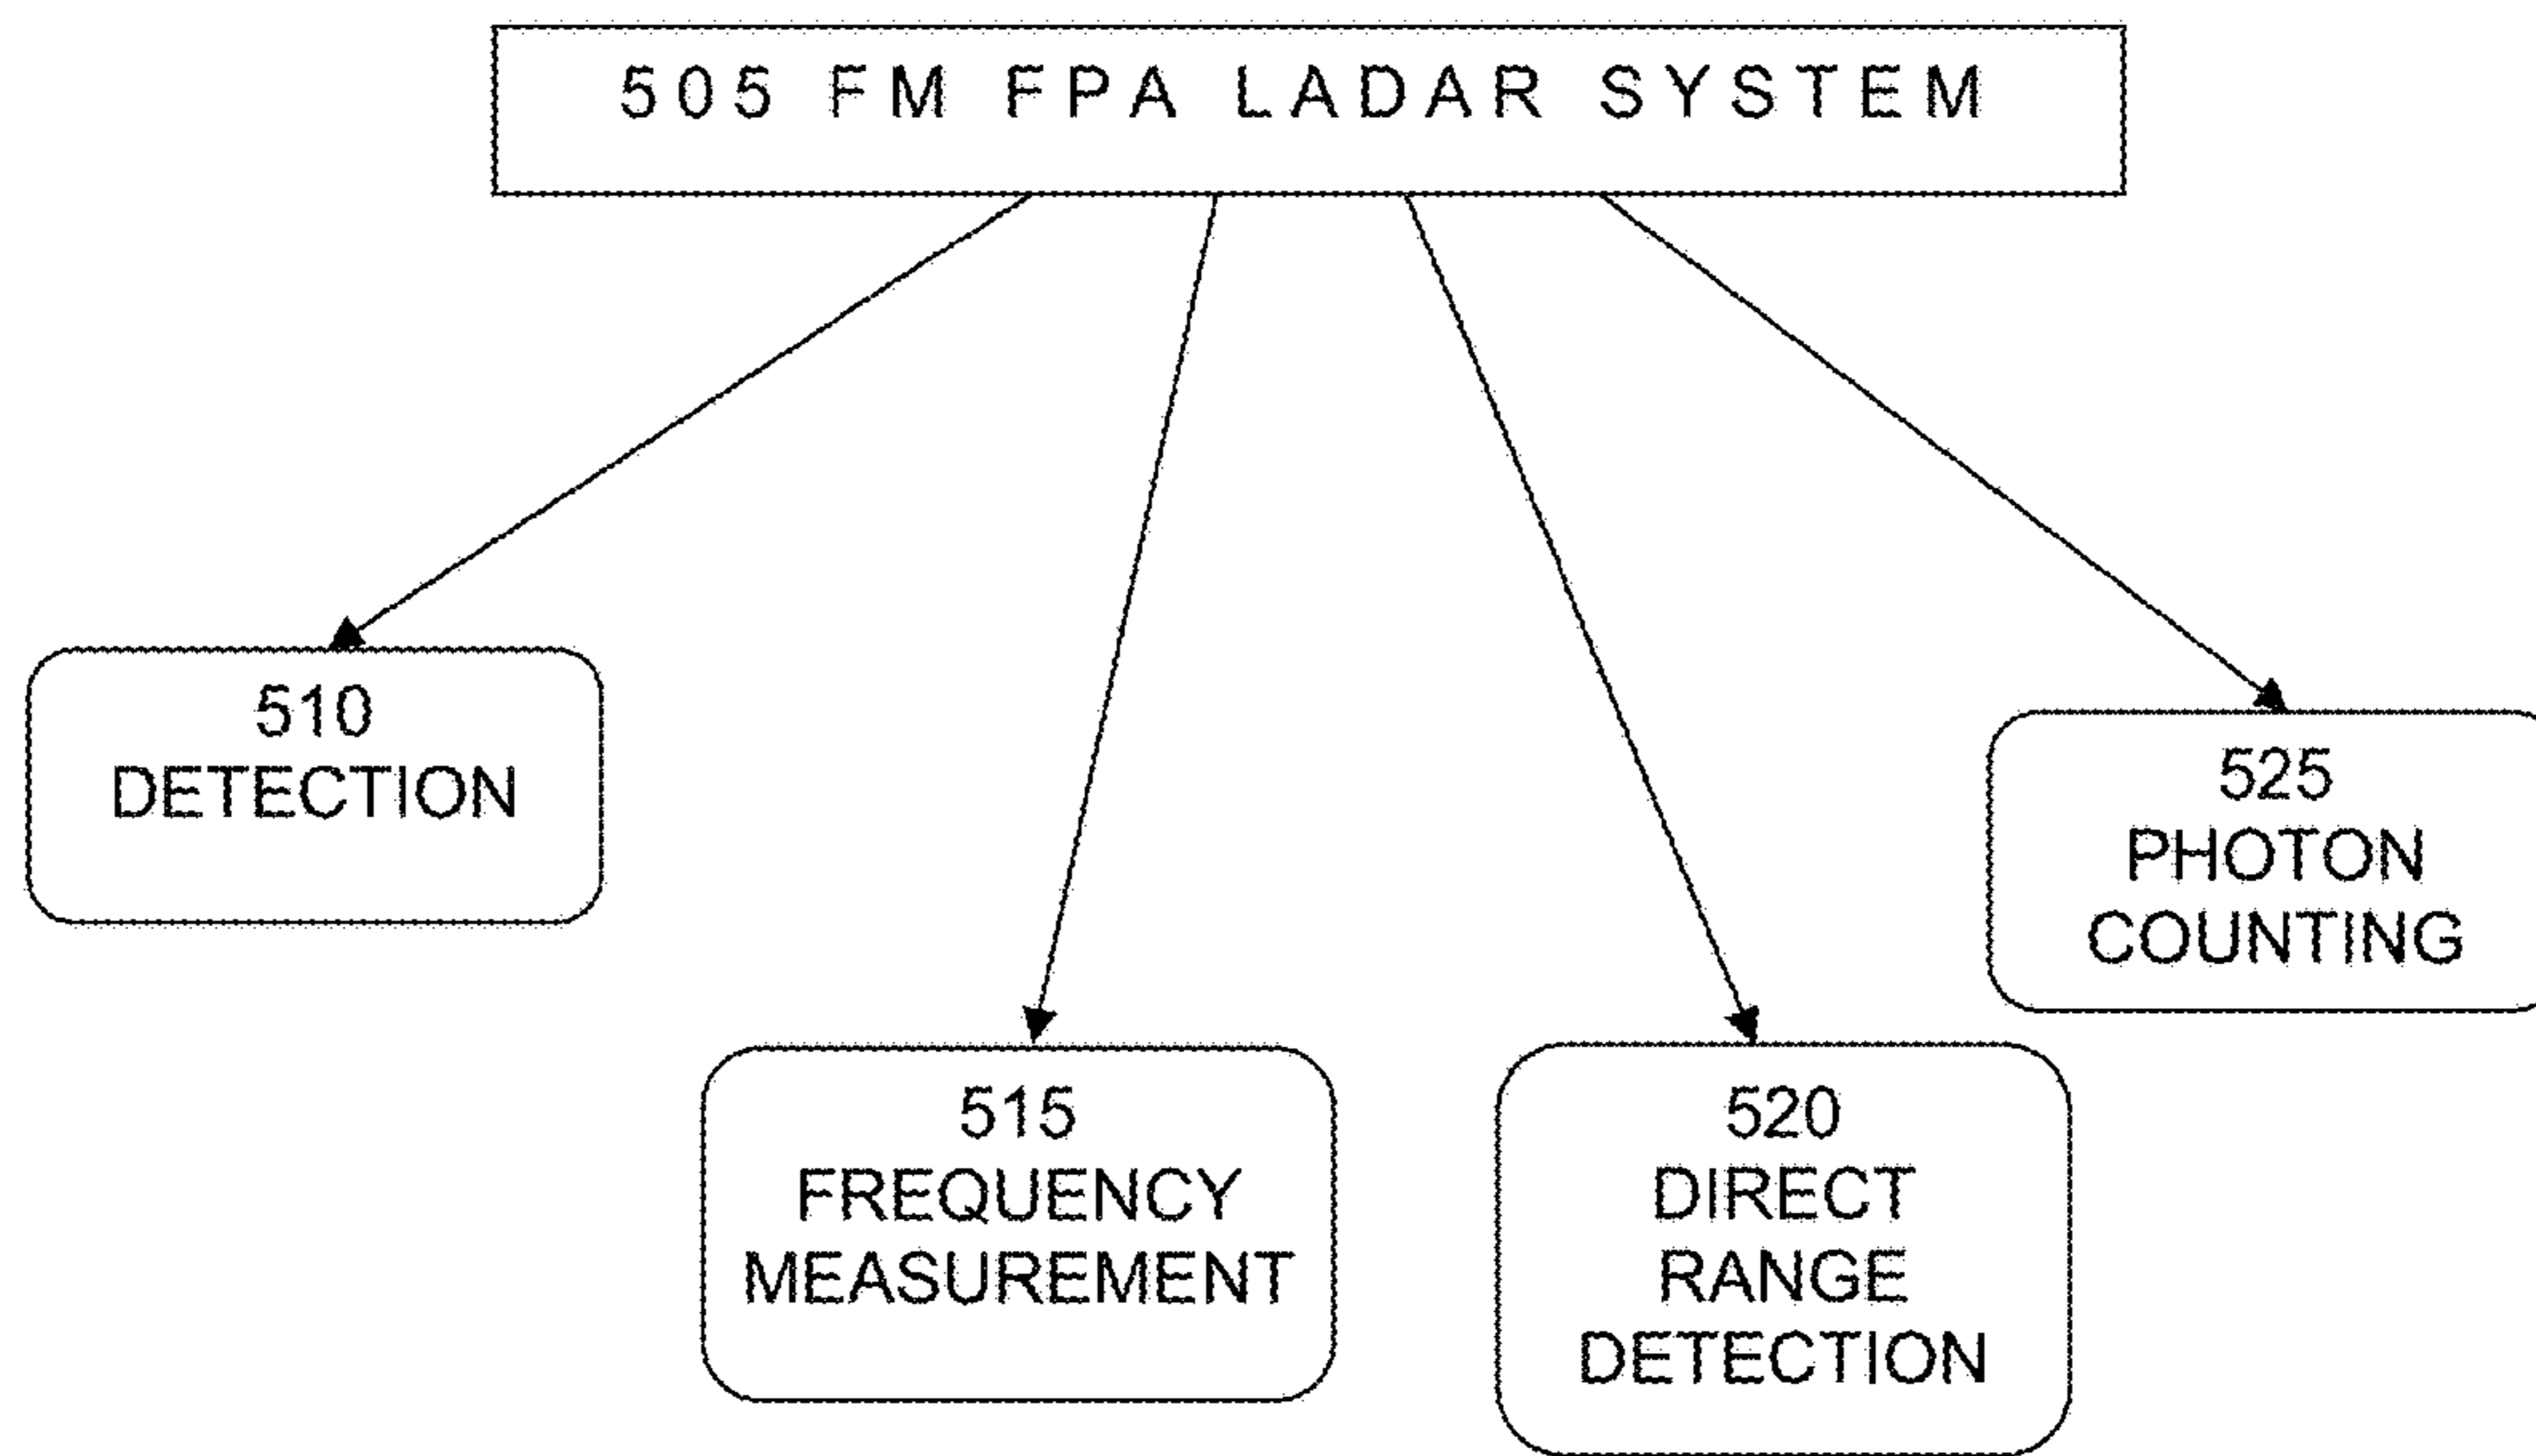 505 FM FPA LADAR SYSTEM
510
DETECTION
515
FREQUENCY
MEASUREMENT
520
DIRECT
RANGE
DETECTION
525
PHOTON
COUNTING